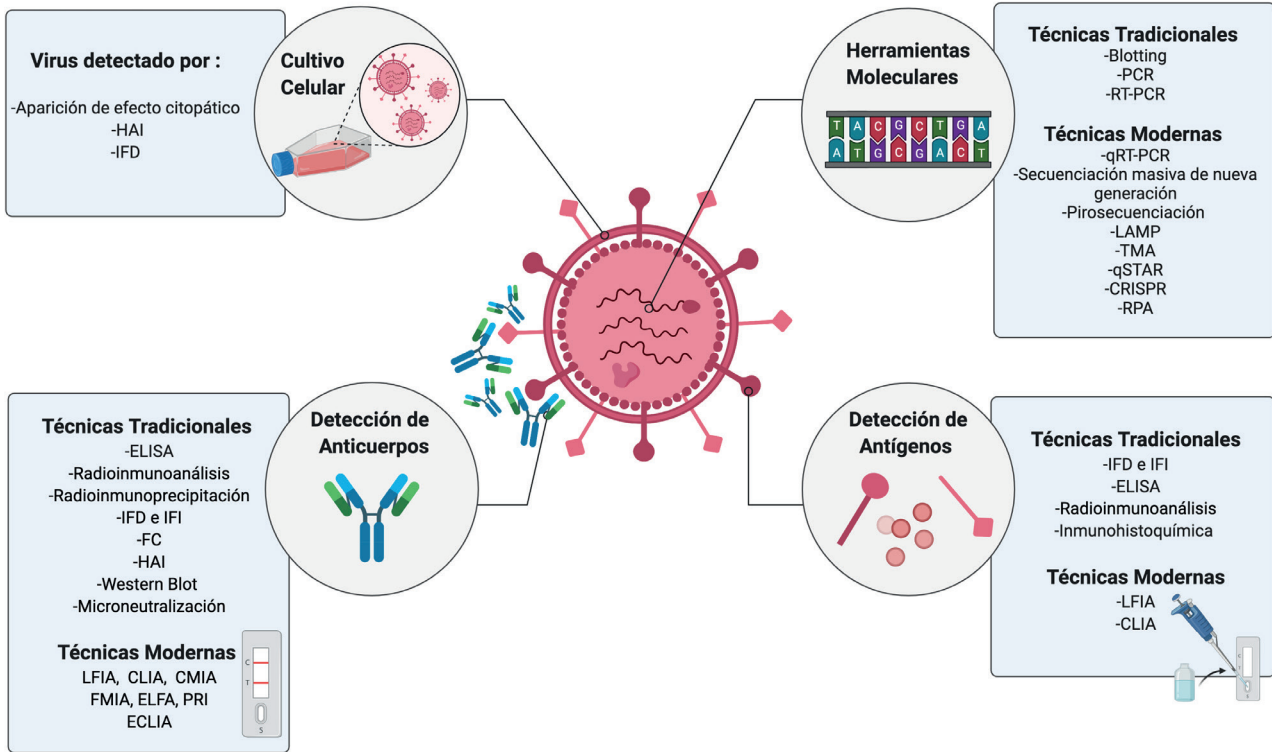 Virus detectado por :
-Aparición de efecto citopático
-HAI
-IFD
Cultivo
Celular
Herramientas
Moleculares
T A C G C T G A
A T G C G A C T
Técnicas Tradicionales
-Blotting
-PCR
-RT-PCR
Técnicas Modernas
-qRT-PCR
-Secuenciación masiva de nueva
generación
-Pirosecuenciación
-LAMP
-TMA
-qSTAR
-CRISPR
-RPA
Técnicas Tradicionales
-ELISA
-Radioinmunoanálisis
-Radioinmunoprecipitación
-IFD e IFI
-FC
-HAI
-Western Blot
-Microneutralización
Técnicas Modernas
LFIA, CLIA, CMIA
FMIA, ELFA, PRI
ECLIA
C
T
S
Detección de
Anticuerpos
Detección de
Antígenos
Técnicas Tradicionales
-IFD e IFI
-ELISA
-Radioinmunoanálisis
-Inmunohistoquímica
Técnicas Modernas
-LFIA
-CLIA